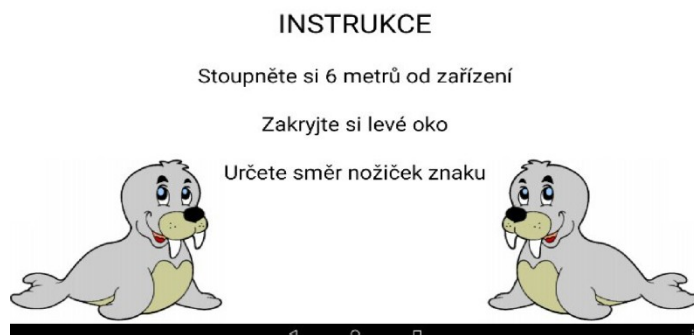 INSTRUKCE
Stoupněte si 6 metrů od zařízení
Zakryjte si levé oko
Určete směr nožiček znaku